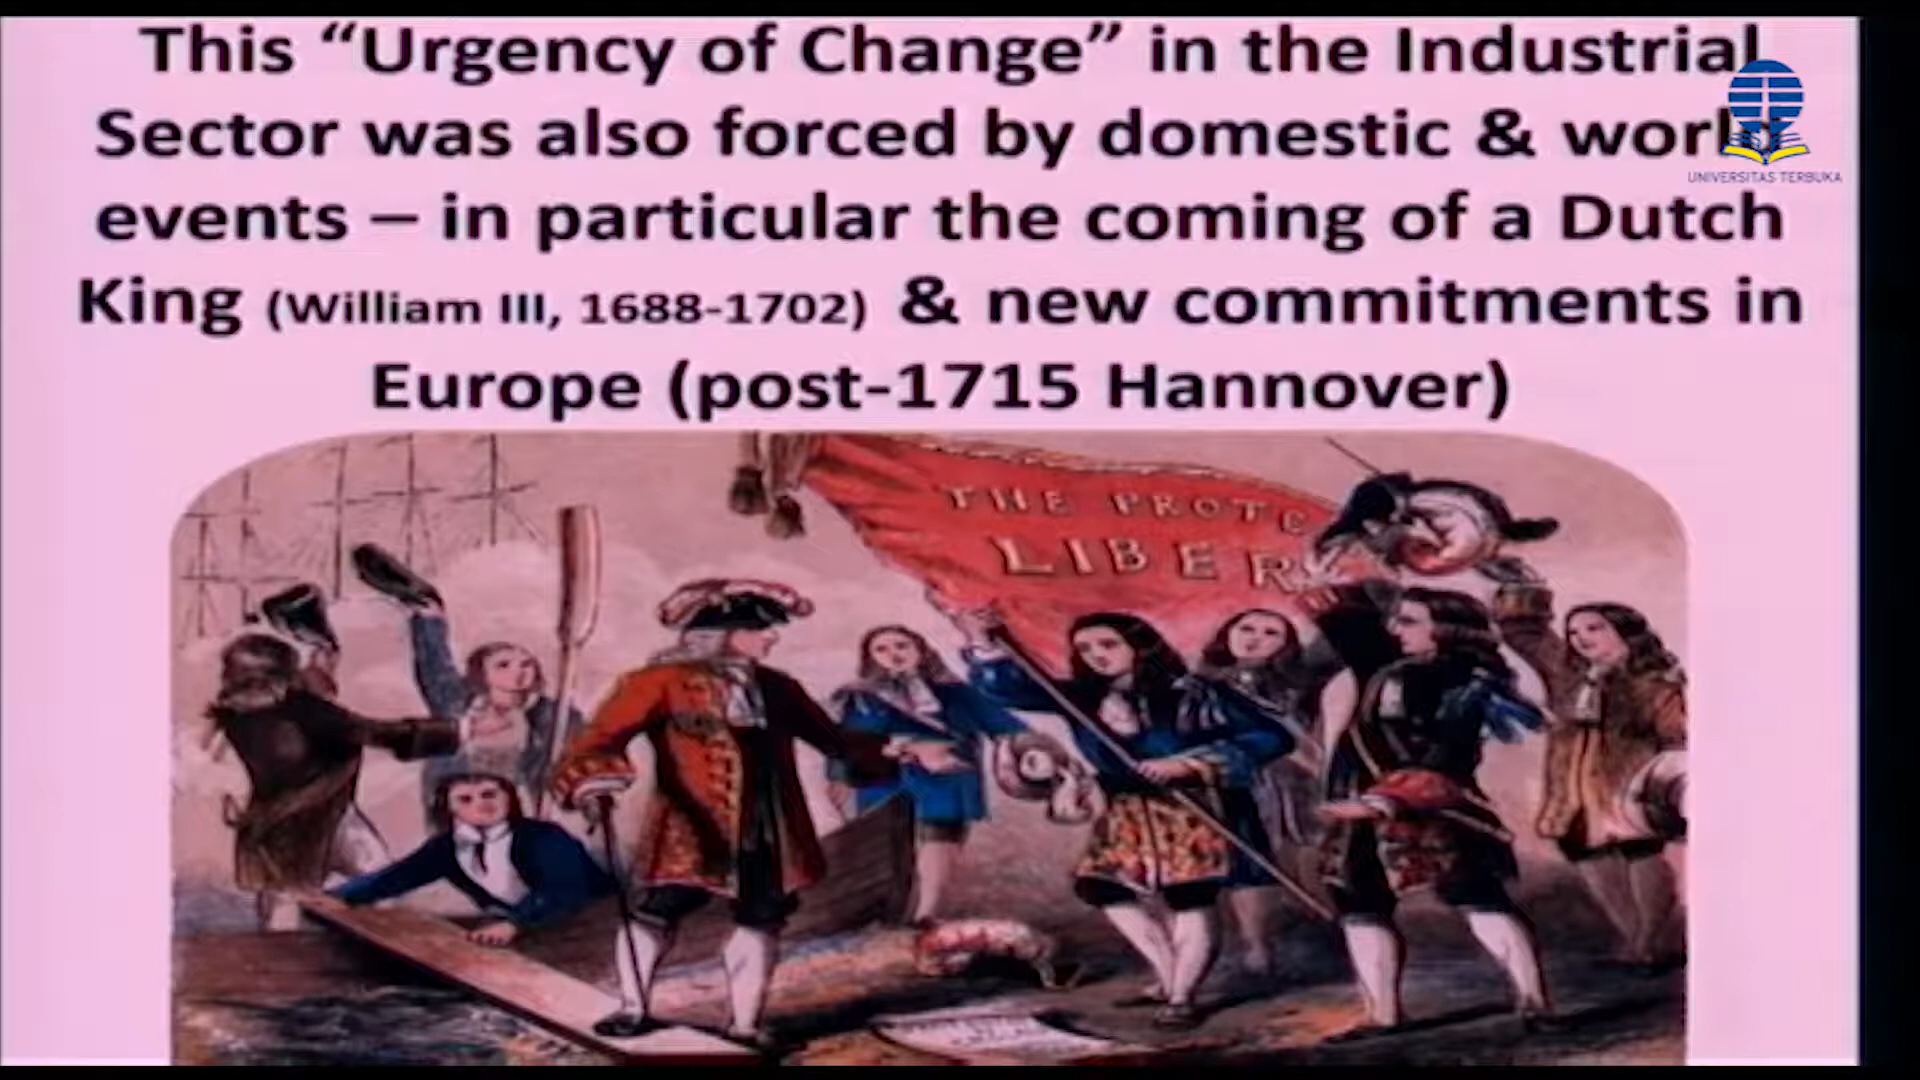 This “Urgency of Change” in the Industrial
Sector was also forced by domestic & world
events – in particular the coming of a Dutch
King (William III, 1688-1702) & new commitments in
Europe (post-1715 Hannover)
UNIVERSITAS TERBUKA
THE PROTE
LIBER